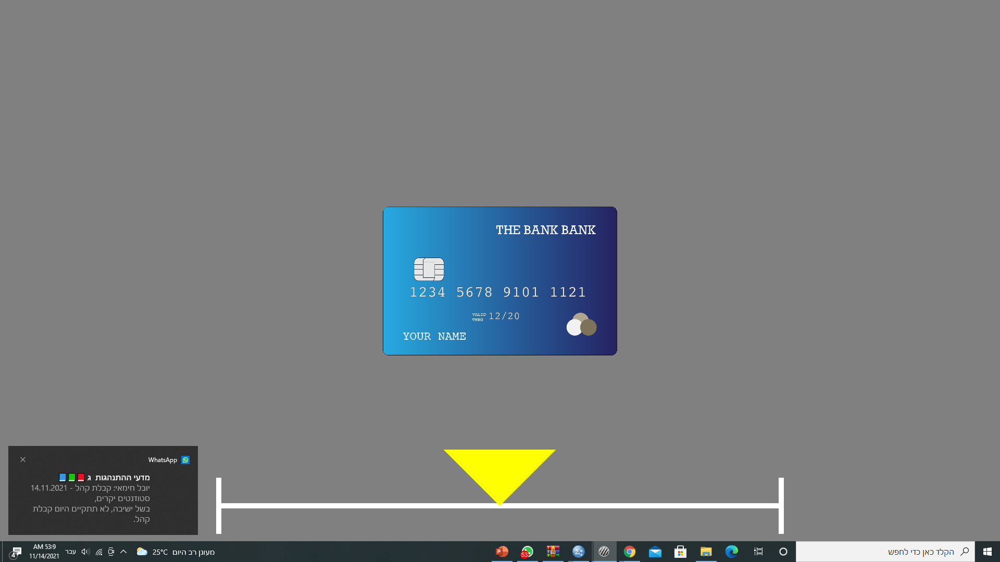 THE BANK BANK
1234 5678 9101 1121
VALID
THRU
12/20
YOUR NAME
WhatsApp
מדעי ההתנהגות ג
יובל חימאי: קבלת קהל - 14.11.2021
סטודנטים יקרים,
בשל ישיבה, לא תתקיים היום קבלת
קהל.
4
AM 53:9
11/14/2021
עבר
25°C מעונן רב היום
53
הקלד כאן כדי לחפש